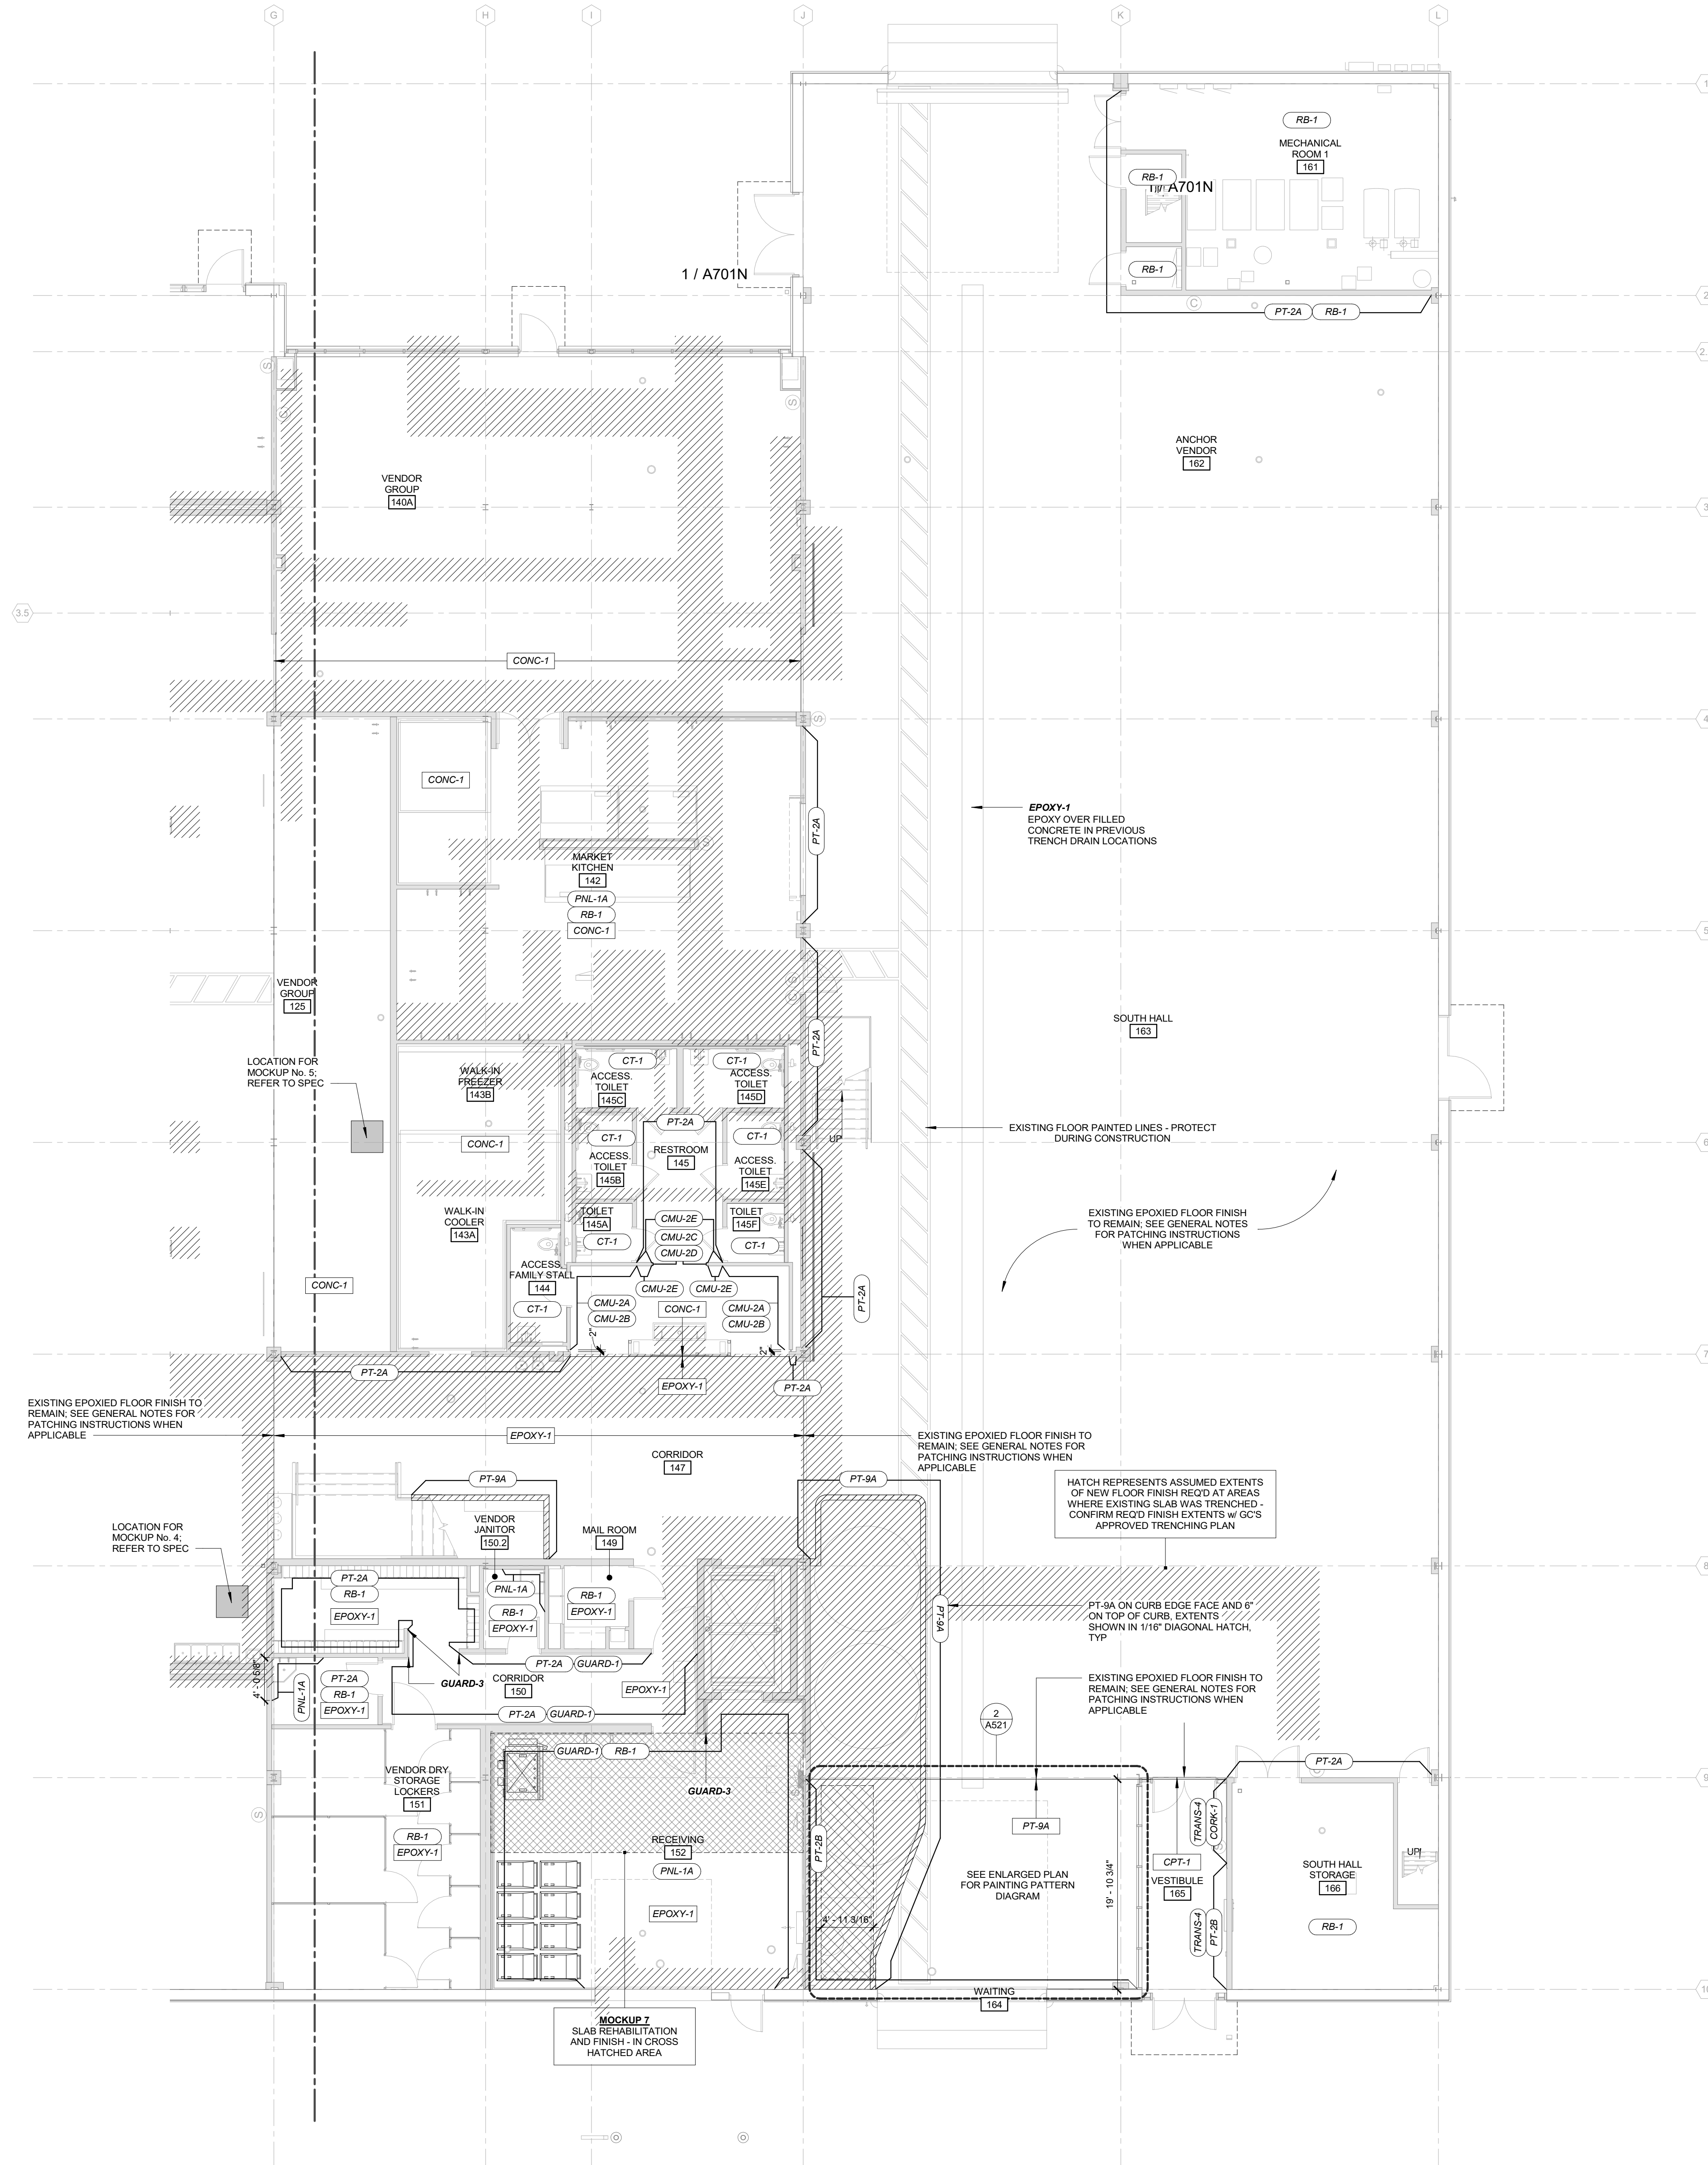 G
H
I
J
K
L
1
RB-1
MECHANICAL
ROOM 1
161
RB-1
1 / A701N
RB-1
2
PT-2A
RB-1
C
2.
S
C
S
ANCHOR
VENDOR
162
VENDOR
GROUP
140A
3
3.5
CONC-1
S
4
CONC-1
EPOXY-1
EPOXY OVER FILLED
CONCRETE IN PREVIOUS
TRENCH DRAIN LOCATIONS
PT-2A
S
MARKET
KITCHEN
142
PNL-1A
RB-1
CONC-1
5
VENDOR
GROUP
125
S
C
SOUTH HALL
163
PT-2A
LOCATION FOR
MOCKUP No. 5;
REFER TO SPEC
WALK-IN
FREEZER
143B
CT-1
ACCESS.
TOILET
145C
CT-1
ACCESS.
TOILET
145D
PT-2A
CONC-1
CT-1
CT-1
UP
EXISTING FLOOR PAINTED LINES - PROTECT
DURING CONSTRUCTION
6
RESTROOM
145
ACCESS.
TOILET
145B
ACCESS.
TOILET
145E
WALK-IN
COOLER
143A
TOILET
145A
CT-1
CMU-2E
CMU-2C
CMU-2D
TOILET
145F
CT-1
EXISTING EPOXIED FLOOR FINISH
TO REMAIN; SEE GENERAL NOTES
FOR PATCHING INSTRUCTIONS
WHEN APPLICABLE
ACCESS.
FAMILY STALL
144
CT-1
CONC-1
CMU-2E
CMU-2E
CMU-2A
CMU-2B
CONC-1
CMU-2A
CMU-2B
PT-2A
2"
2"
7
PT-2A
EPOXY-1
PT-2A
EXISTING EPOXIED FLOOR FINISH TO
REMAIN; SEE GENERAL NOTES FOR
PATCHING INSTRUCTIONS WHEN
APPLICABLE
EPOXY-1
EXISTING EPOXIED FLOOR FINISH TO
REMAIN; SEE GENERAL NOTES FOR
PATCHING INSTRUCTIONS WHEN
APPLICABLE
CORRIDOR
147
PT-9A
PT-9A
HATCH REPRESENTS ASSUMED EXTENTS
OF NEW FLOOR FINISH REQ'D AT AREAS
WHERE EXISTING SLAB WAS TRENCHED -
CONFIRM REQ'D FINISH EXTENTS w/ GC'S
APPROVED TRENCHING PLAN
LOCATION FOR
MOCKUP No. 4;
REFER TO SPEC
VENDOR
JANITOR
150.2
MAIL ROOM
149
8
PT-2A
RB-1
EPOXY-1
PNL-1A
RB-1
EPOXY-1
RB-1
EPOXY-1
PT-9A
PT-9A ON CURB EDGE FACE AND 6"
ON TOP OF CURB, EXTENTS
SHOWN IN 1/16" DIAGONAL HATCH,
TYP
4' - 0 5/8"
PNL-1A
PT-2A
RB-1
EPOXY-1
GUARD-3
CORRIDOR
150
PT-2A
GUARD-1
EPOXY-1
PT-2A
GUARD-1
EXISTING EPOXIED FLOOR FINISH TO
REMAIN; SEE GENERAL NOTES FOR
PATCHING INSTRUCTIONS WHEN
APPLICABLE
2
A521
GUARD-1
RB-1
PT-2A
VENDOR DRY
STORAGE
LOCKERS
151
9
S
GUARD-3
S
RB-1
EPOXY-1
RECEIVING
152
PNL-1A
EPOXY-1
PT-2B
PT-9A
TRANS-4
CORK-1
CPT-1
VESTIBULE
165
UP
SEE ENLARGED PLAN
FOR PAINTING PATTERN
DIAGRAM
19' - 10 3/4"
SOUTH HALL
STORAGE
166
4' - 11 3/16"
TRANS-4
PT-2B
RB-1
WAITING
164
10
MOCKUP 7
SLAB REHABILITATION
AND FINISH - IN CROSS
HATCHED AREA
1 / A701N